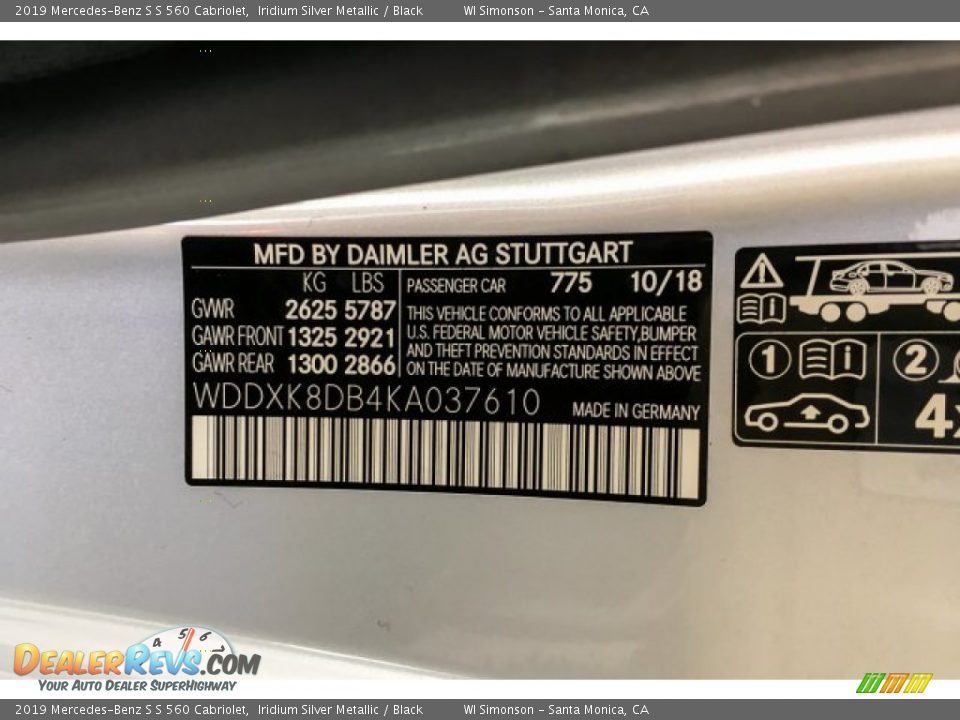 2019 Mercedes-Benz S S 560 Cabriolet, Iridium Silver Metallic / Black WI Simonson - Santa Monica, CA
MFD BY DAIMLER AG STUTTGART
KG LBS PASSENGER CAR 775 10/18
GWR 2625 5787
GAWR FRONT 1325 2921
GAWR REAR 1300 2866
THIS VEHICLE CONFORMS TO ALL APPLICABLE
U.S. FEDERAL MOTOR VEHICLE SAFETY,BUMPER
AND THEFT PREVENTION STANDARDS IN EFFECT
ON THE DATE OF MANUFACTURE SHOWN ABOVE
WDDXK8DB4KA037610 MADE IN GERMANY
1 i 2
4x
4 5 6
DEALERREVS.COM
YOUR AUTO DEALER SUPERHIGHWAY
2019 Mercedes-Benz S S 560 Cabriolet, Iridium Silver Metallic / Black WI Simonson - Santa Monica, CA